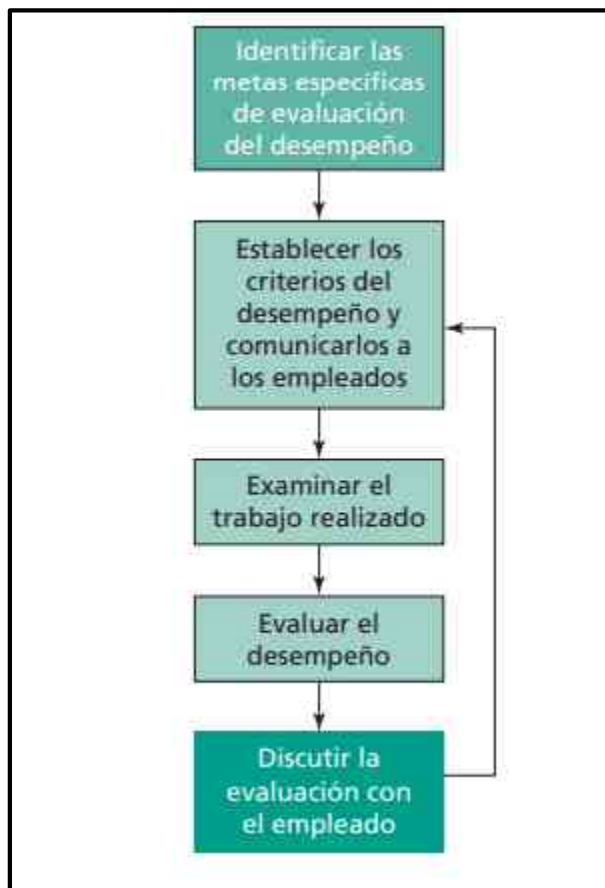 Identificar las
metas específicas
de evaluación
del desempeño
Establecer los
criterios del
desempeño y
comunicarlos a
los empleados
Examinar el
trabajo realizado
Evaluar el
desempeño
Discutir la
evaluación con
el empleado